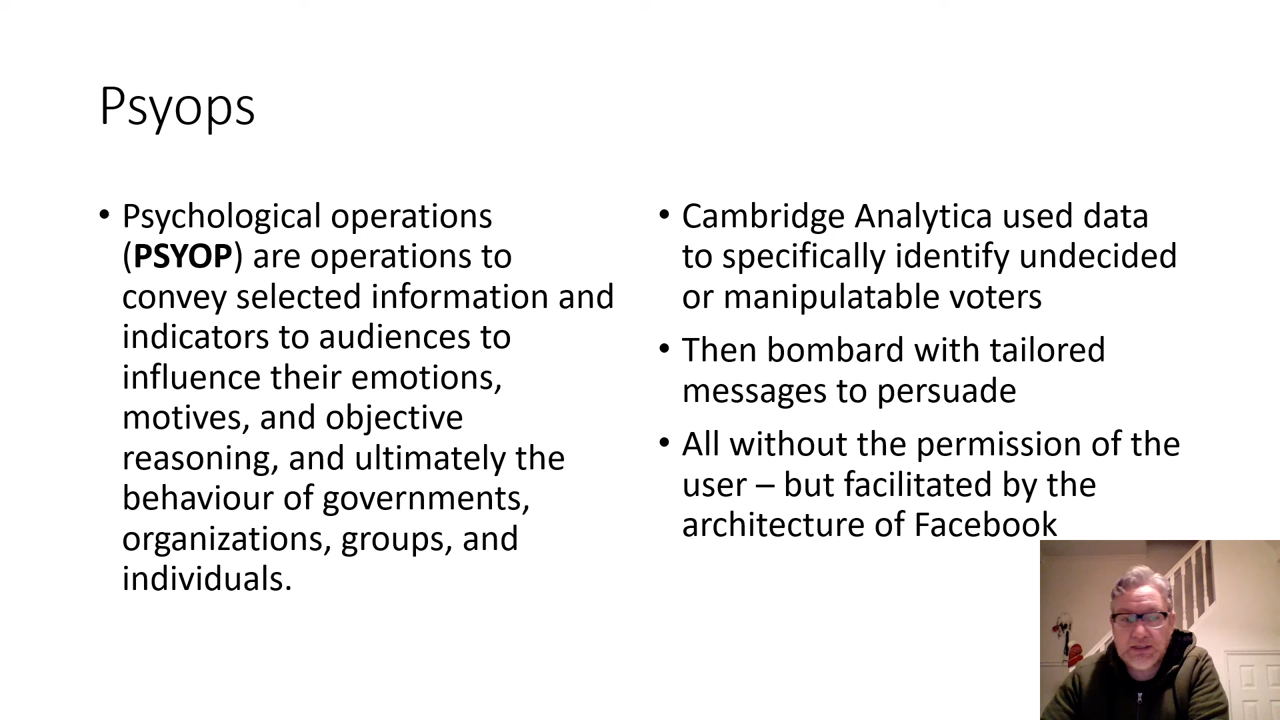 Psyops
• Psychological operations
(PSYOP) are operations to
convey selected information and
indicators to audiences to
influence their emotions,
motives, and objective
reasoning, and ultimately the
behaviour of governments,
organizations, groups, and
individuals.
• Cambridge Analytica used data
to specifically identify undecided
or manipulatable voters
• Then bombard with tailored
messages to persuade
• All without the permission of the
user – but facilitated by the
architecture of Facebook